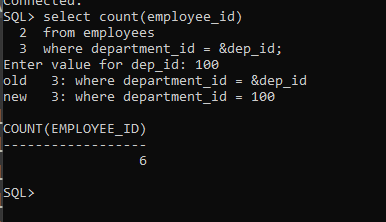 Connected.
SQL> select count(employee_id)
  2  from employees
  3  where department_id = &dep_id;
Enter value for dep_id: 100
old   3: where department_id = &dep_id
new   3: where department_id = 100

COUNT(EMPLOYEE_ID)
------------------
                 6

SQL>